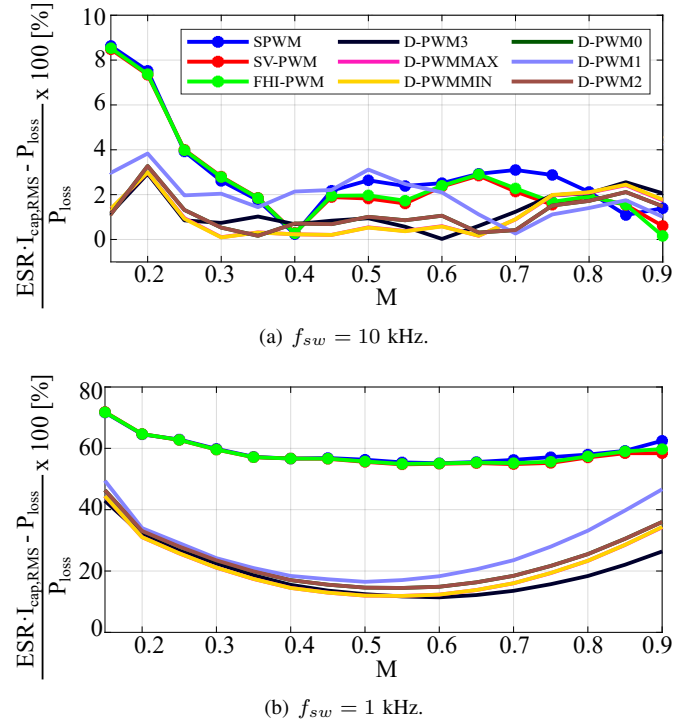 ESR·I_cap,RMS - P_loss
P_loss
x 100 [%]
10
8
6
4
2
0
SPWM
SV-PWM
FHI-PWM
D-PWM3
D-PWMMAX
D-PWMMIN
D-PWM0
D-PWM1
D-PWM2
0.2 0.3 0.4 0.5 0.6 0.7 0.8 0.9
M
(a) f_sw = 10 kHz.
ESR·I_cap,RMS - P_loss
P_loss
x 100 [%]
80
60
40
20
0
0.2 0.3 0.4 0.5 0.6 0.7 0.8 0.9
M
(b) f_sw = 1 kHz.